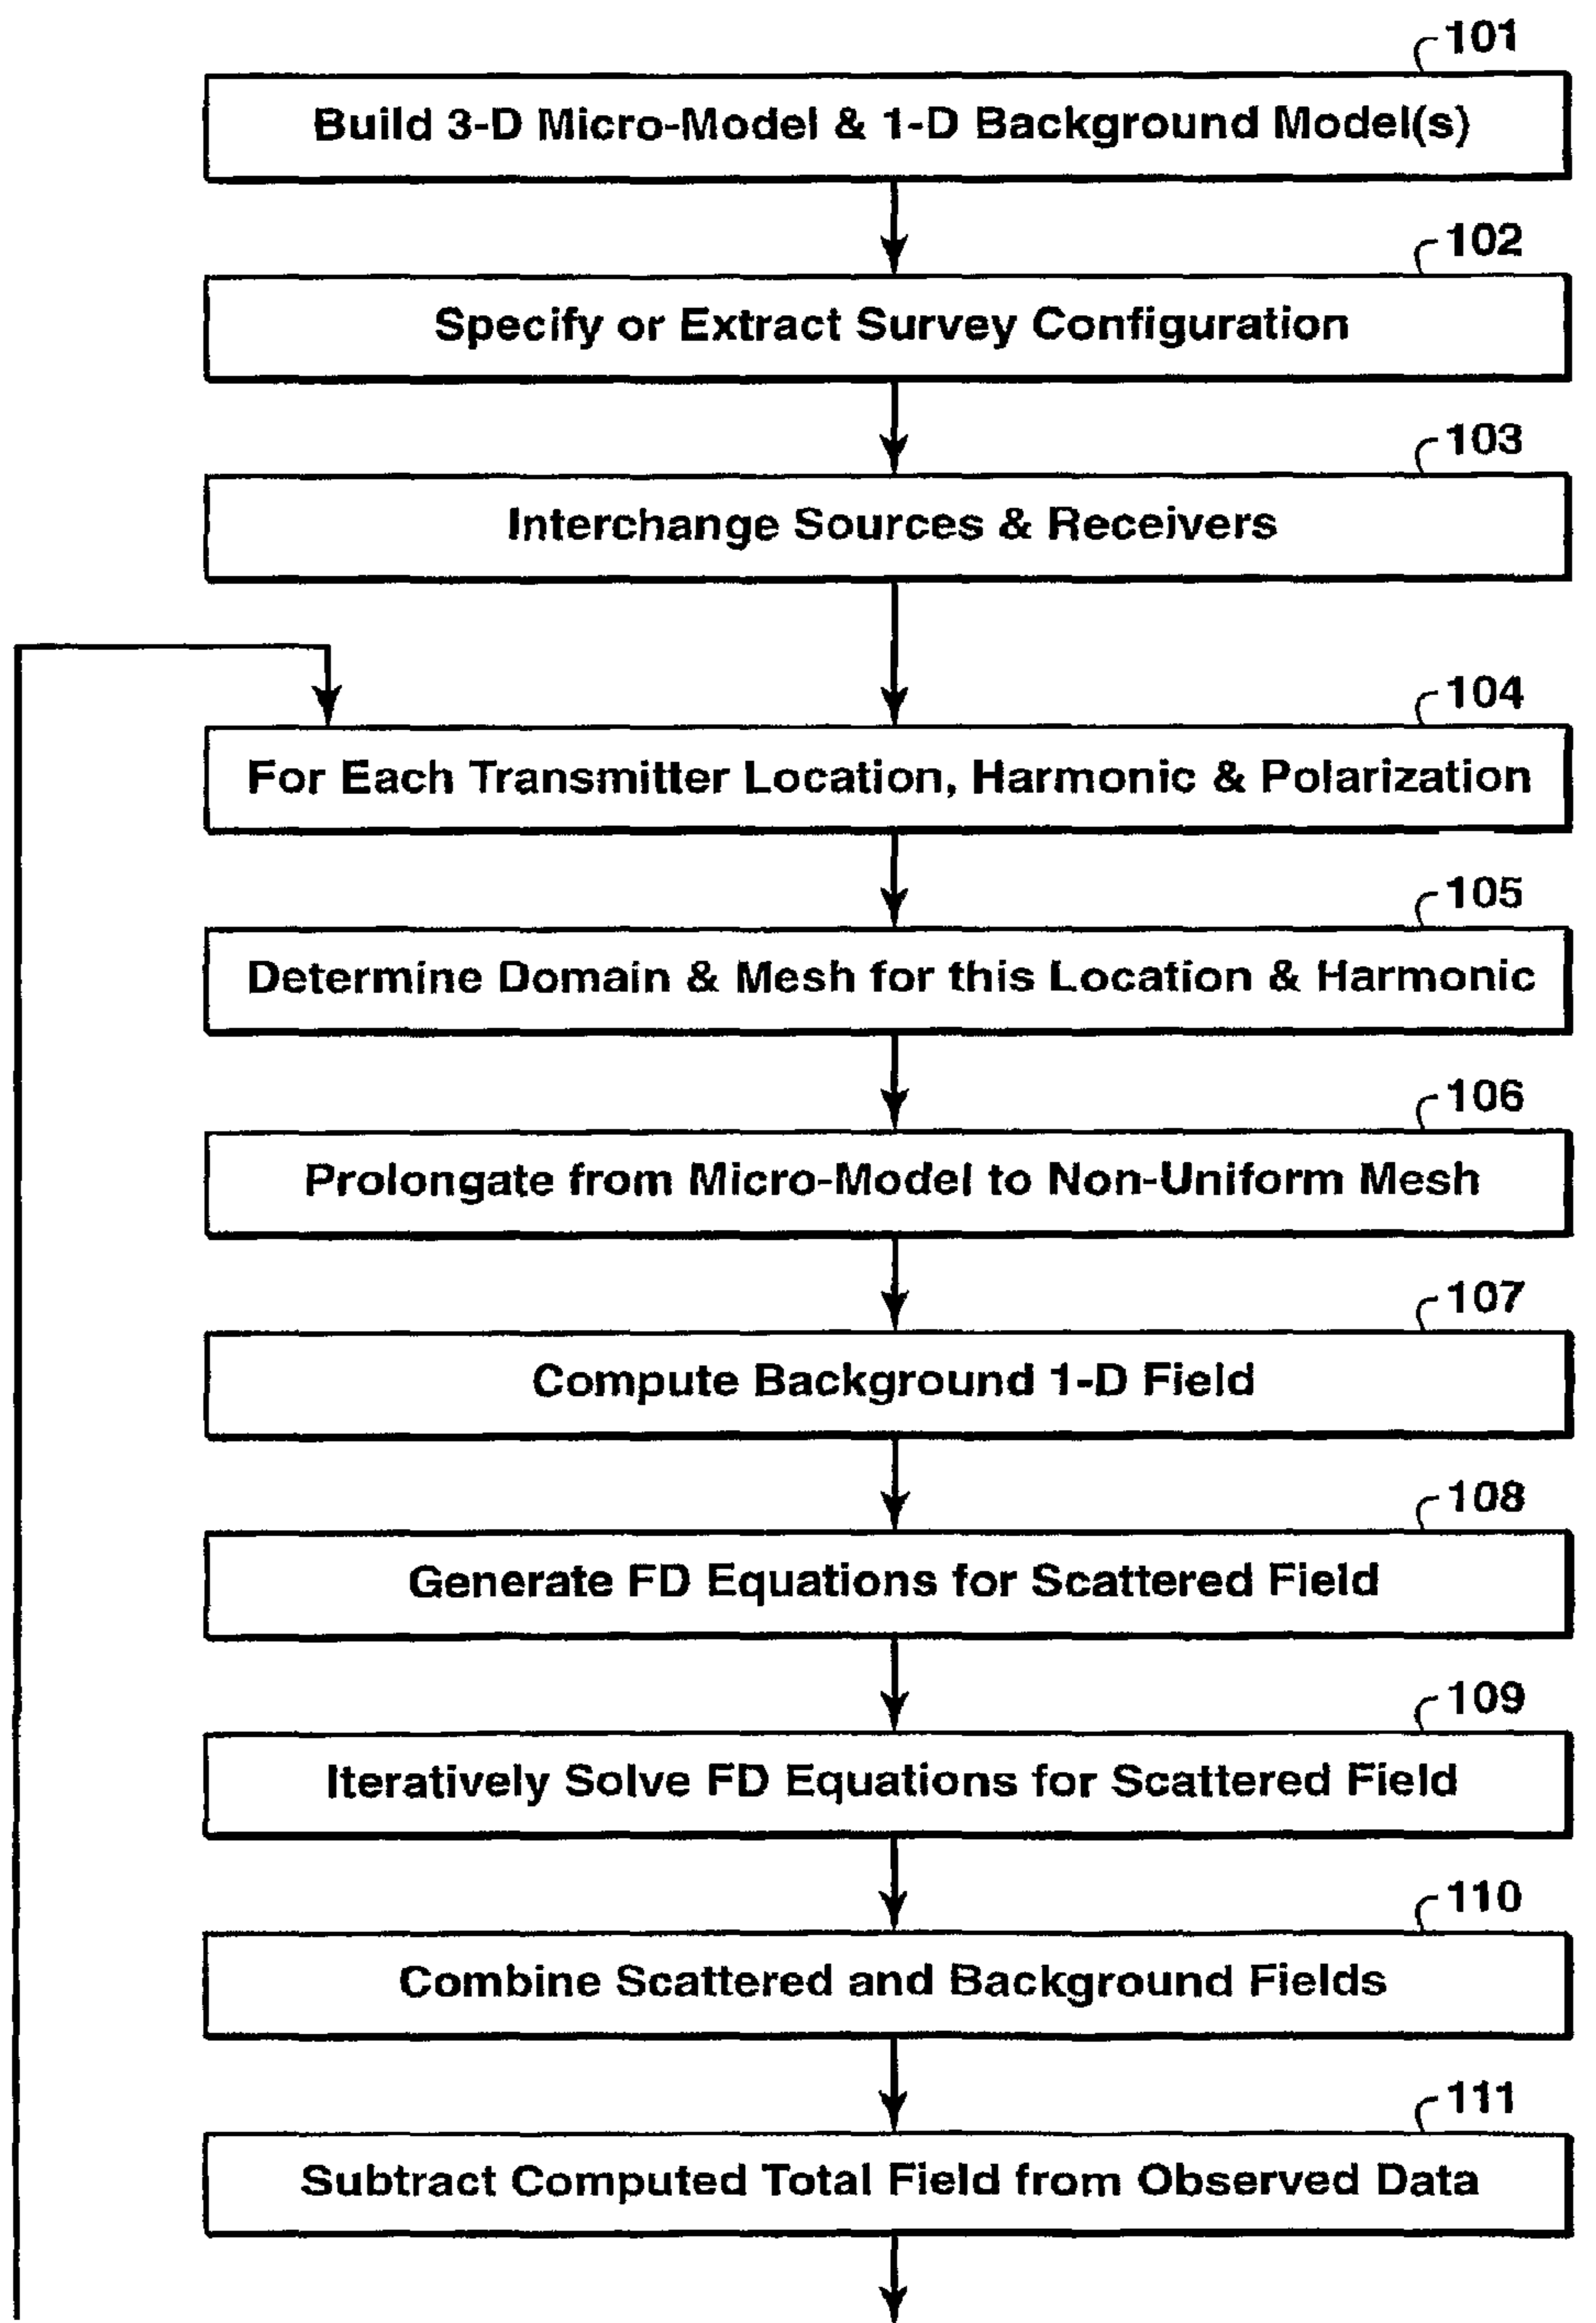 101
Build 3-D Micro-Model & 1-D Background Model(s)
102
Specify or Extract Survey Configuration
103
Interchange Sources & Receivers
104
For Each Transmitter Location, Harmonic & Polarization
105
Determine Domain & Mesh for this Location & Harmonic
106
Prolongate from Micro-Model to Non-Uniform Mesh
107
Compute Background 1-D Field
108
Generate FD Equations for Scattered Field
109
Iteratively Solve FD Equations for Scattered Field
110
Combine Scattered and Background Fields
111
Subtract Computed Total Field from Observed Data